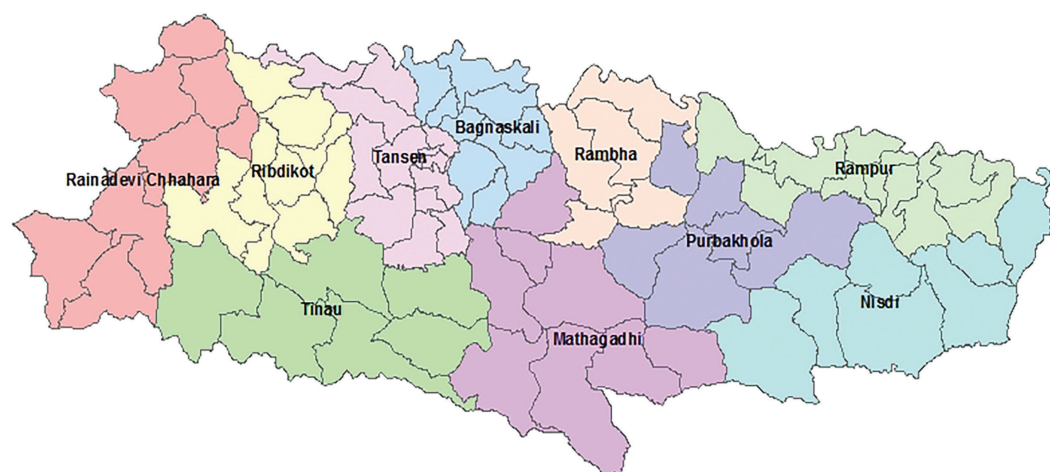 Bagnaskali
Rambha
Tansen
Ribdikot
Rainadevi Chhahara
Rampur
Purbakhola
Tinau
Nisdi
Mathagadhi